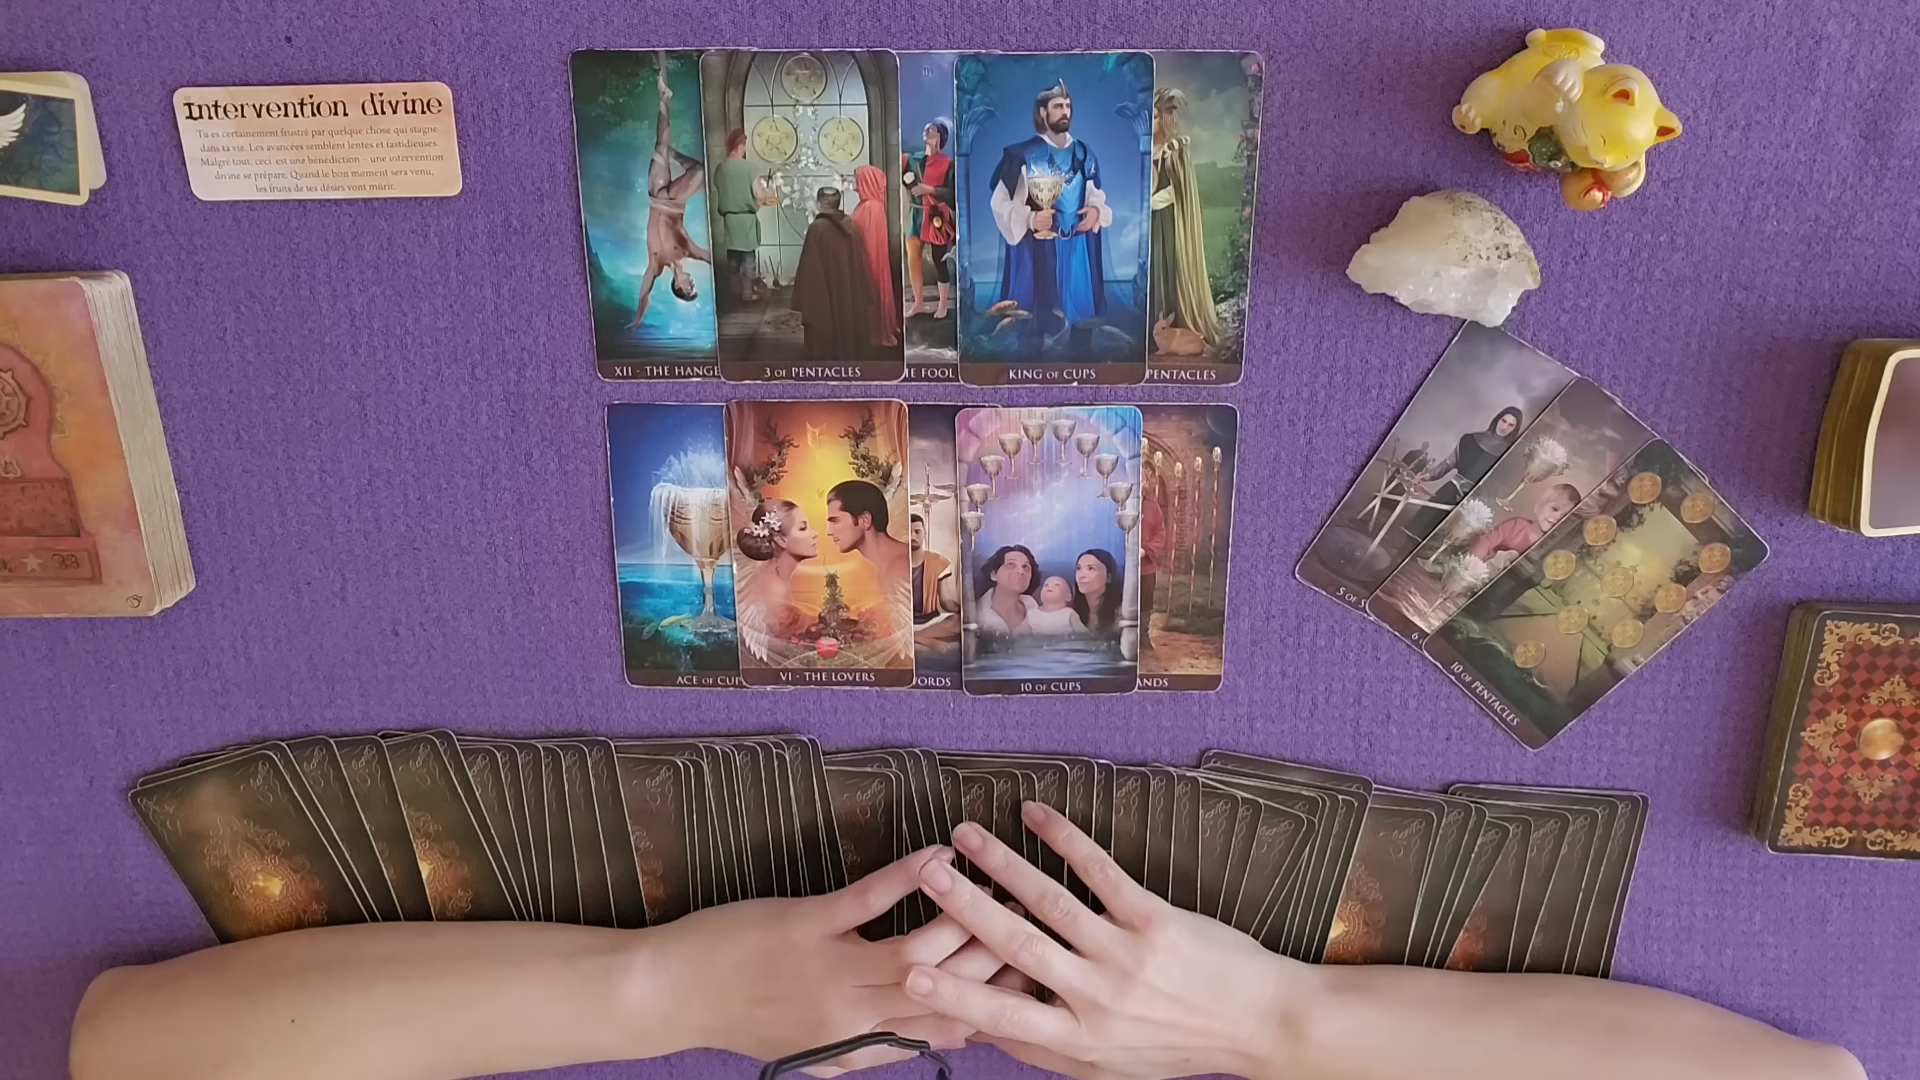 Intervention divine
Tu es certainement frustré par quelque chose qui stagne
dans ta vie. Les avancées semblent lentes et fastidieuses.
Malgré tout, ceci est une bénédiction – une intervention
divine se prépare. Quand le bon moment sera venu,
les fruits de tes désirs vont mûrir.
XII - THE HANGE
3 OF PENTACLES
E FOOL
KING OF CUPS
PENTACLES
ACE OF CUP
VI - THE LOVERS
ORDS
10 OF CUPS
ANDS
5 OF S
6
10 OF PENTACLES